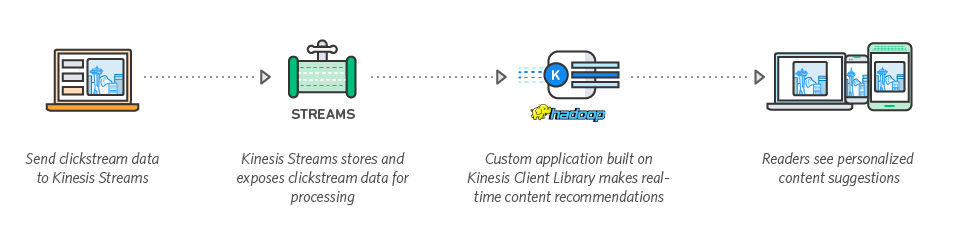 STREAMS
K
hadoop
Send clickstream data
to Kinesis Streams
Kinesis Streams stores and
exposes clickstream data for
processing
Custom application built on
Kinesis Client Library makes real-
time content recommendations
Readers see personalized
content suggestions